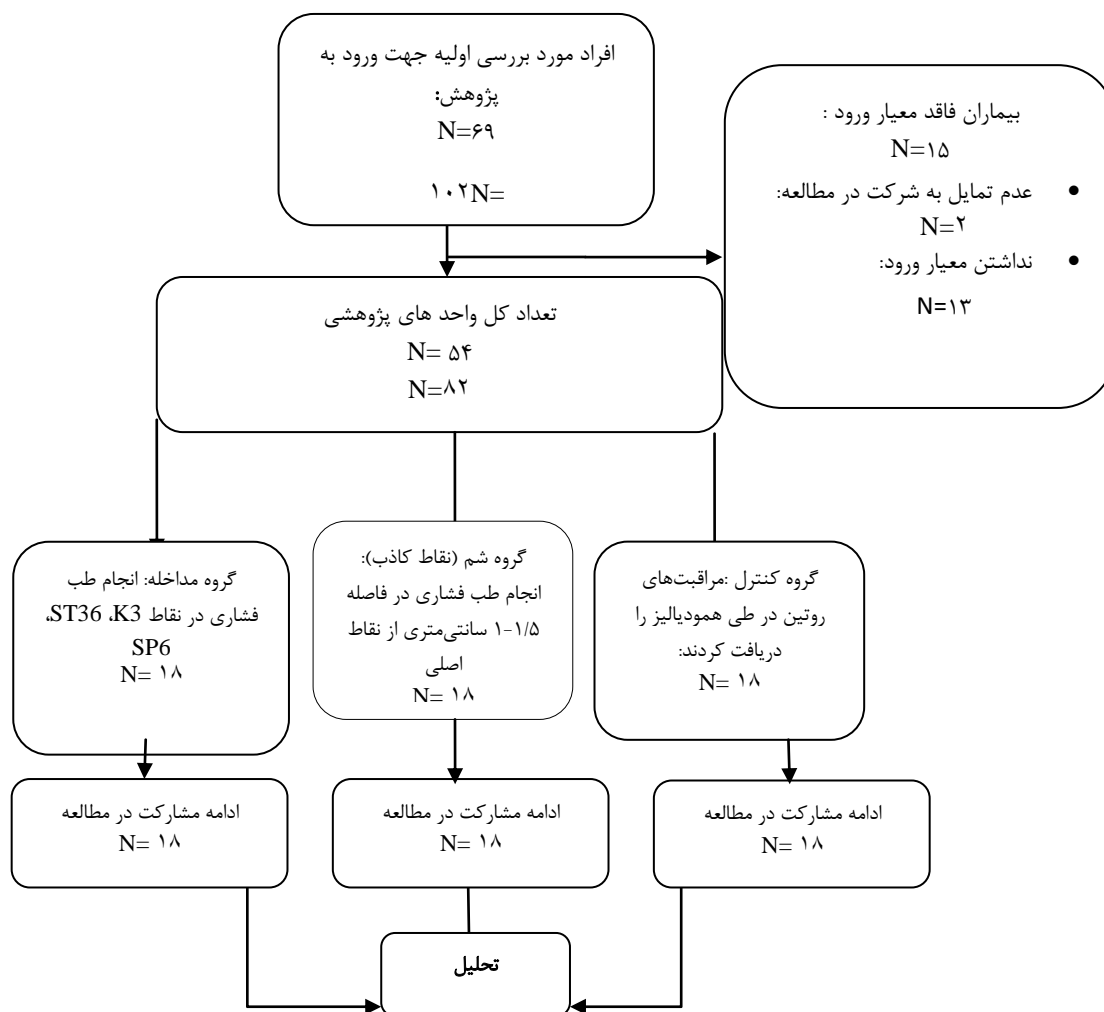 افراد مورد بررسی اولیه جهت ورود به
پژوهش:
N=۶۹
۱۰۲N=
بیماران فاقد معیار ورود :
N=۱۵
• عدم تمایل به شرکت در مطالعه:
N=۲
• نداشتن معیار ورود:
N=۱۳
تعداد کل واحد های پژوهشی
N= ۵۴
N=۸۲
گروه کنترل :مراقبت‌های
روتین در طی همودیالیز را
دریافت کردند:
N= ۱۸
گروه شم (نقاط کاذب):
انجام طب فشاری در فاصله
۱-۱/۵ سانتی‌متری از نقاط
اصلی
N= ۱۸
گروه مداخله: انجام طب
فشاری در نقاط ST36 ،K3،
SP6
N= ۱۸
ادامه مشارکت در مطالعه
N= ۱۸
ادامه مشارکت در مطالعه
N= ۱۸
ادامه مشارکت در مطالعه
N= ۱۸
تحلیل